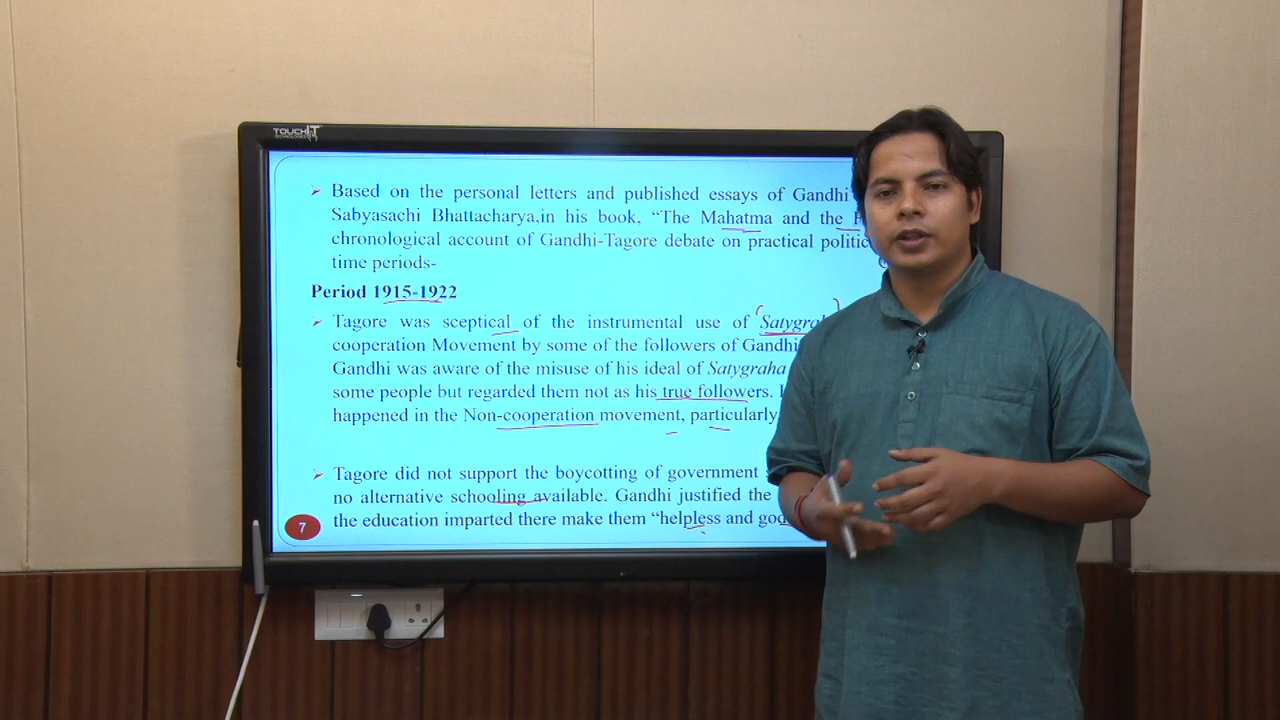 TOUCHIT
TECHNOLOGIES
Based on the personal letters and published essays of Gandhi
Sabyasachi Bhattacharya,in his book, “The Mahatma and the
chronological account of Gandhi-Tagore debate on practical
time periods-
Period 1915-1922
Tagore was sceptical of the instrumental use of
cooperation Movement by some of the followers of Gandhi
Gandhi was aware of the misuse of his ideal of Satygraha
some people but regarded them not as his true followers.
happened in the Non-cooperation movement, particularly
Tagore did not support the boycotting of government
no alternative schooling available. Gandhi justified the
the education imparted there make them “helpless and
7